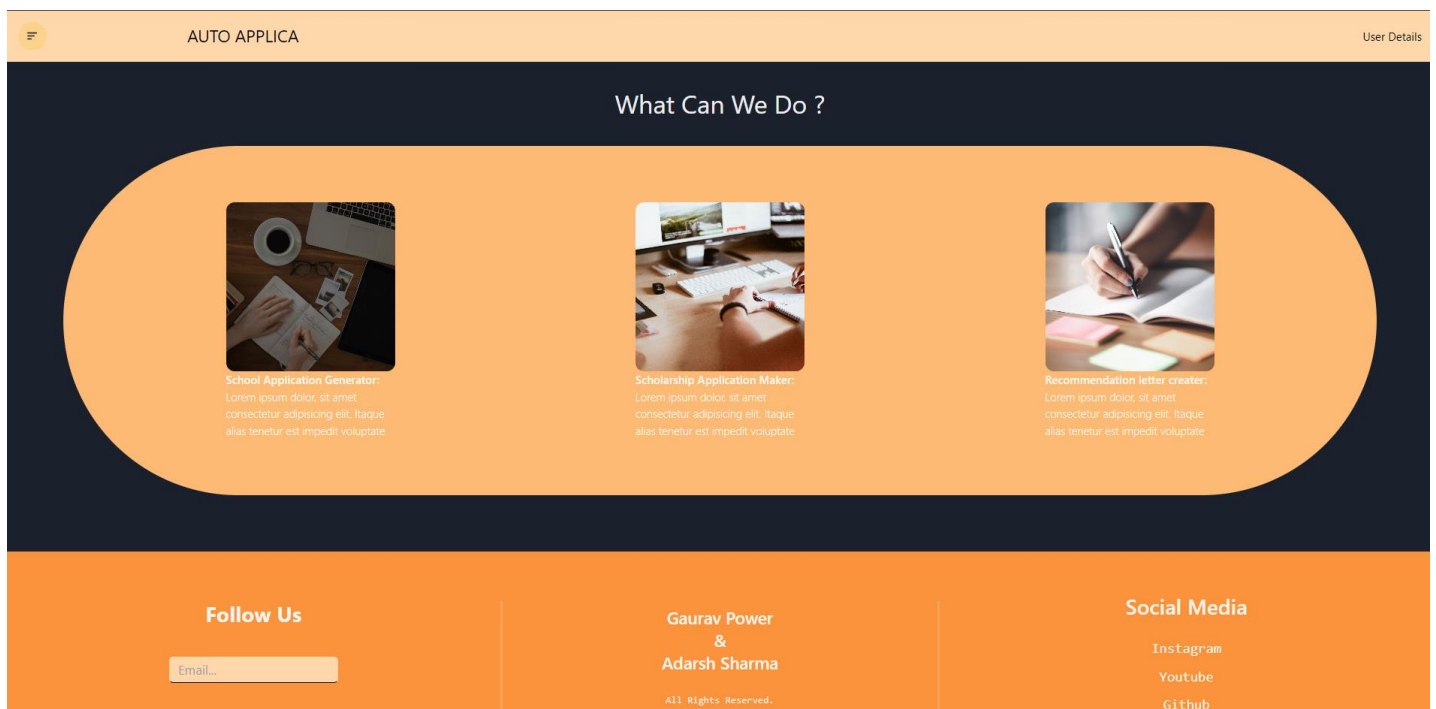 AUTO APPLICA
User Details
What Can We Do ?
School Application Generator:
Lorem ipsum dolor, sit amet
consectetur adipisicing elit. Itaque
alias tenetur est impedit voluptate
Scholarship Application Maker:
Lorem ipsum dolor, sit amet
consectetur adipisicing elit. Itaque
alias tenetur est impedit voluptate
Recommendation letter creater:
Lorem ipsum dolor, sit amet
consectetur adipisicing elit. Itaque
alias tenetur est impedit voluptate
Follow Us
Email...
Gaurav Power
&
Adarsh Sharma
All Rights Reserved.
Social Media
Instagram
Youtube
Github